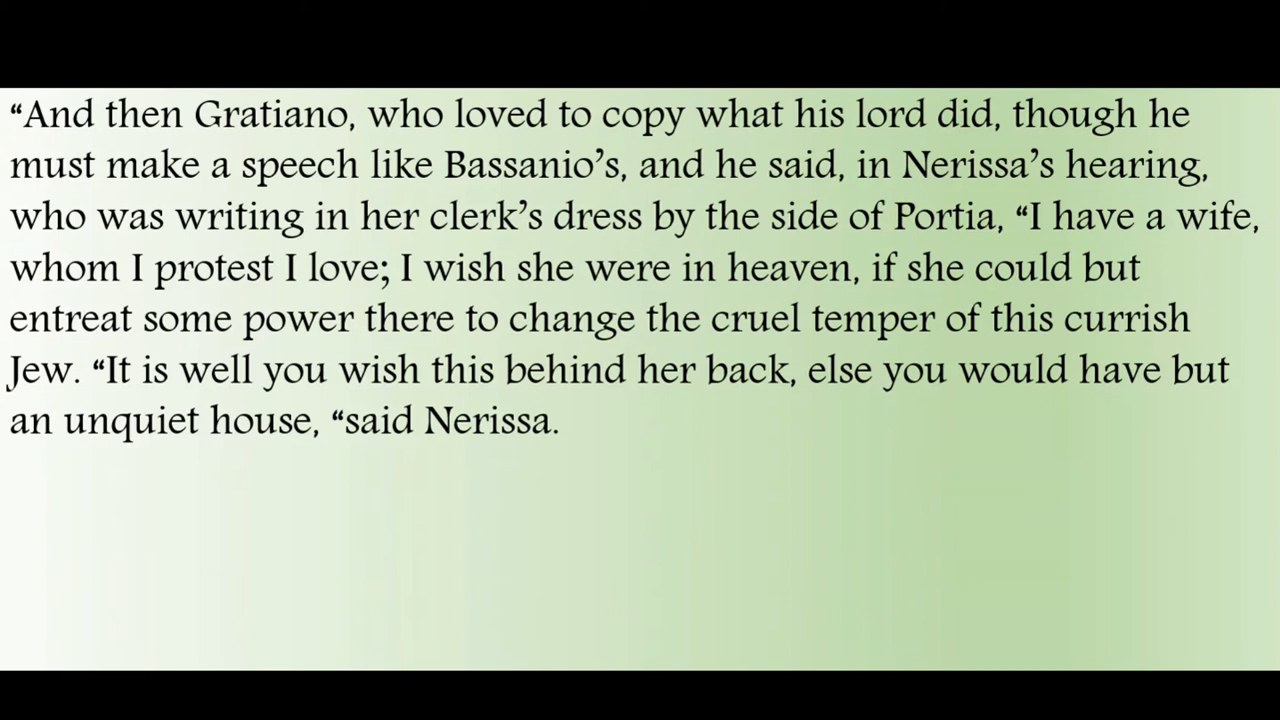 “And then Gratiano, who loved to copy what his lord did, though he
must make a speech like Bassanio’s, and he said, in Nerissa’s hearing,
who was writing in her clerk’s dress by the side of Portia, “I have a wife,
whom I protest I love; I wish she were in heaven, if she could but
entreat some power there to change the cruel temper of this currish
Jew. “It is well you wish this behind her back, else you would have but
an unquiet house, “said Nerissa.